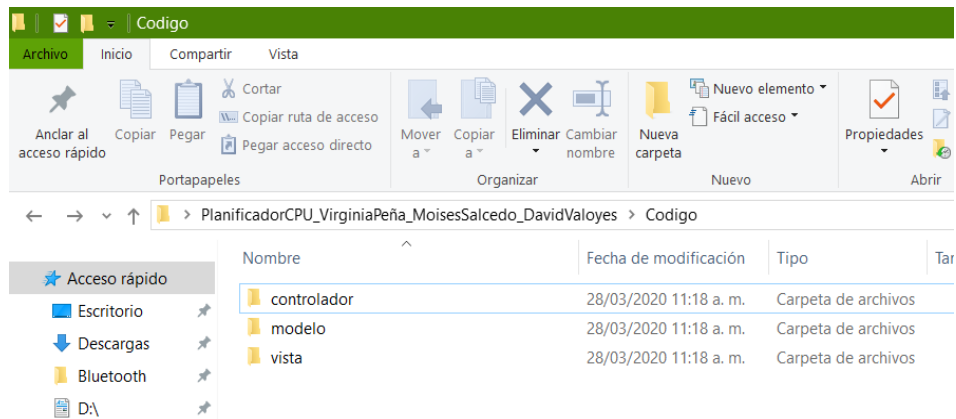 Codigo
Archivo Inicio Compartir Vista
Anclar al acceso rápido
Copiar
Pegar
Cortar
Copiar ruta de acceso
Pegar acceso directo
Portapapeles
Mover a
Copiar a
Eliminar
Cambiar nombre
Organizar
Nueva carpeta
Nuevo elemento
Fácil acceso
Nuevo
Propiedades
Abrir
PlanificadorCPU_VirginiaPeña_MoisesSalcedo_DavidValoyes > Codigo
Nombre Fecha de modificación Tipo Tar
Acceso rápido
Escritorio
Descargas
Bluetooth
D:\
controlador 28/03/2020 11:18 a. m. Carpeta de archivos
modelo 28/03/2020 11:18 a. m. Carpeta de archivos
vista 28/03/2020 11:18 a. m. Carpeta de archivos